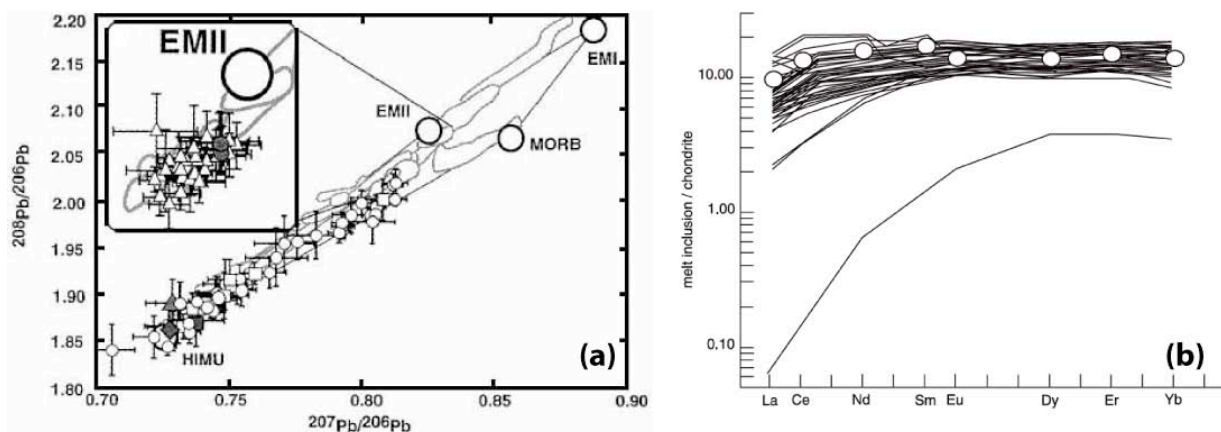 2.20
2.15
2.10
2.05
2.00
1.95
1.90
1.85
1.80
208Pb/206Pb
EMII
EMI
EMII
MORB
HIMU
(a)
0.70
0.75
0.80
0.85
0.90
207Pb/206Pb
10.00
1.00
0.10
melt inclusion / chondrite
(b)
La Ce Nd Sm Eu Dy Er Yb